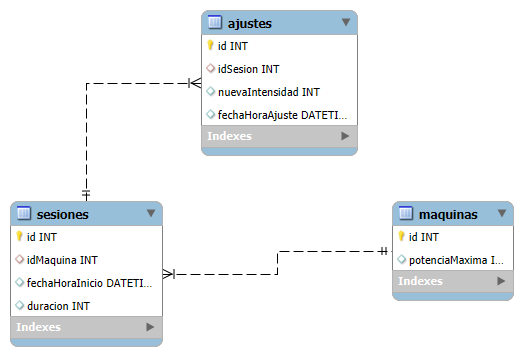 ajustes
id INT
idSesion INT
nuevaIntensidad INT
fechaHoraAjuste DATETI...
Indexes
sesiones
id INT
idMaquina INT
fechaHoraInicio DATETI...
duracion INT
Indexes
maquinas
id INT
potenciaMaxima I...
Indexes